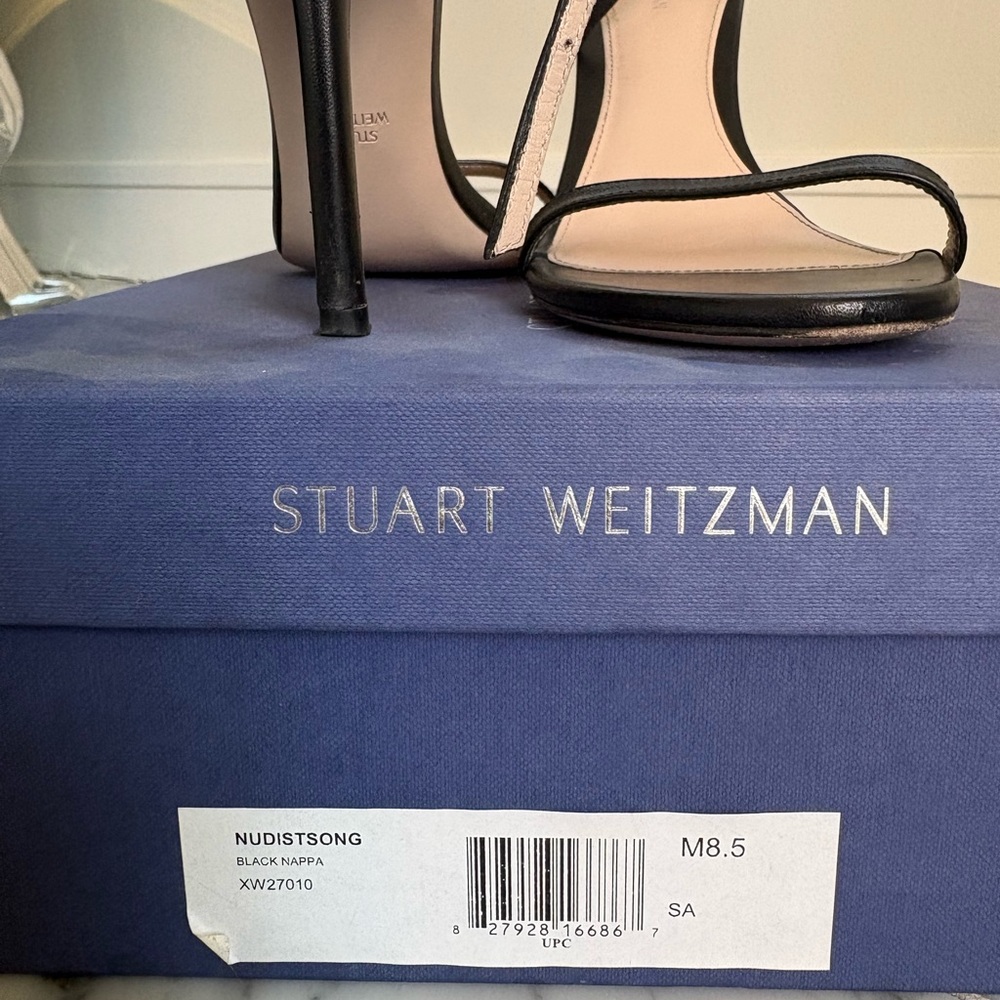 STUART WEITZMAN
NUDISTSONG
BLACK NAPPA
XW27010
8 27928 16686 7
UPC
M8.5
SA